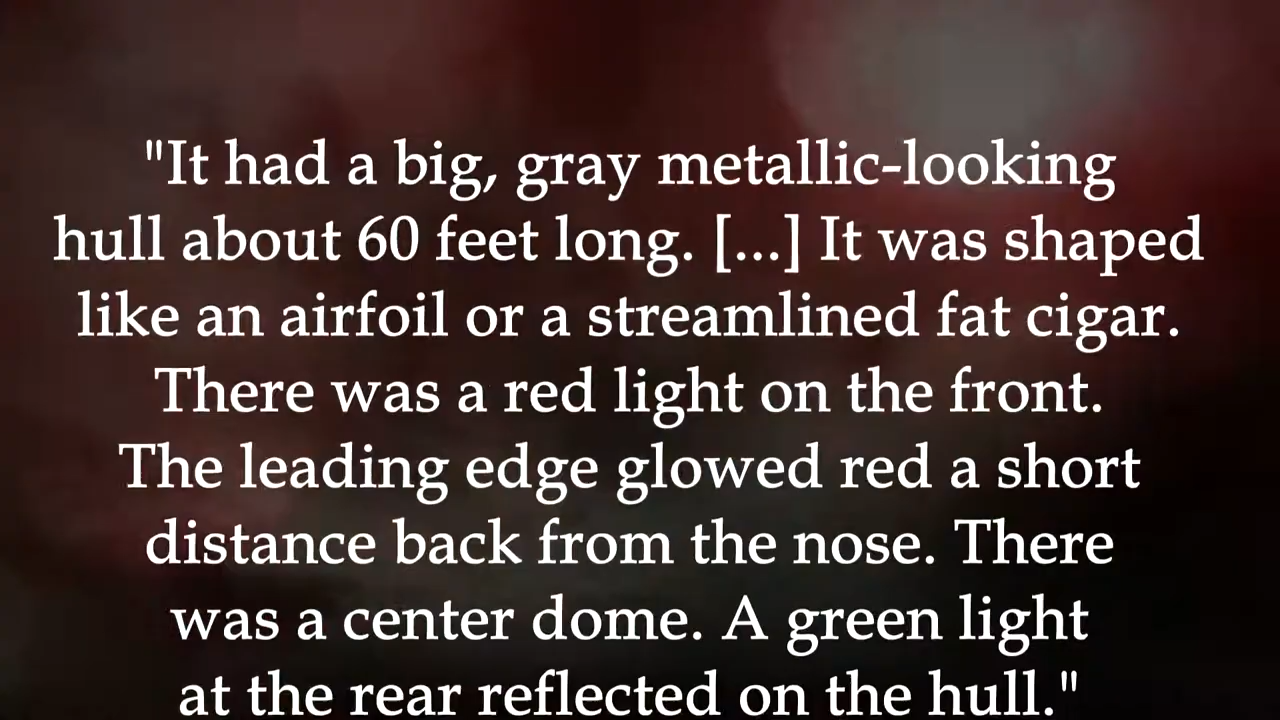 "It had a big, gray metallic-looking
hull about 60 feet long. [...] It was shaped
like an airfoil or a streamlined fat cigar.
There was a red light on the front.
The leading edge glowed red a short
distance back from the nose. There
was a center dome. A green light
at the rear reflected on the hull."